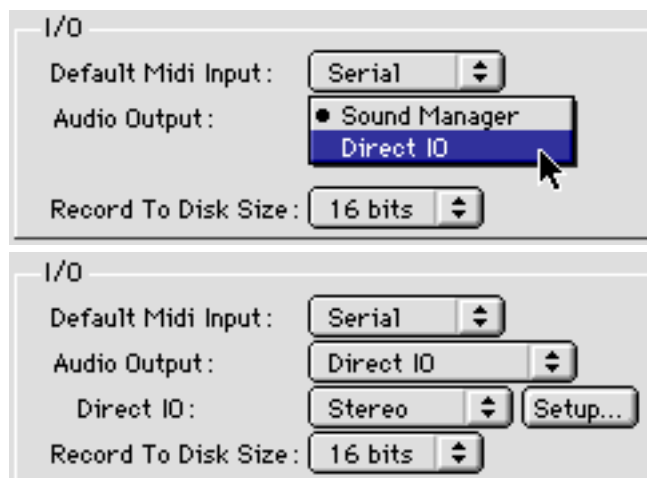 I/O
Default Midi Input: Serial
Audio Output: Sound Manager
Direct IO
Record To Disk Size: 16 bits
I/O
Default Midi Input: Serial
Audio Output: Direct IO
Direct IO: Stereo Setup...
Record To Disk Size: 16 bits